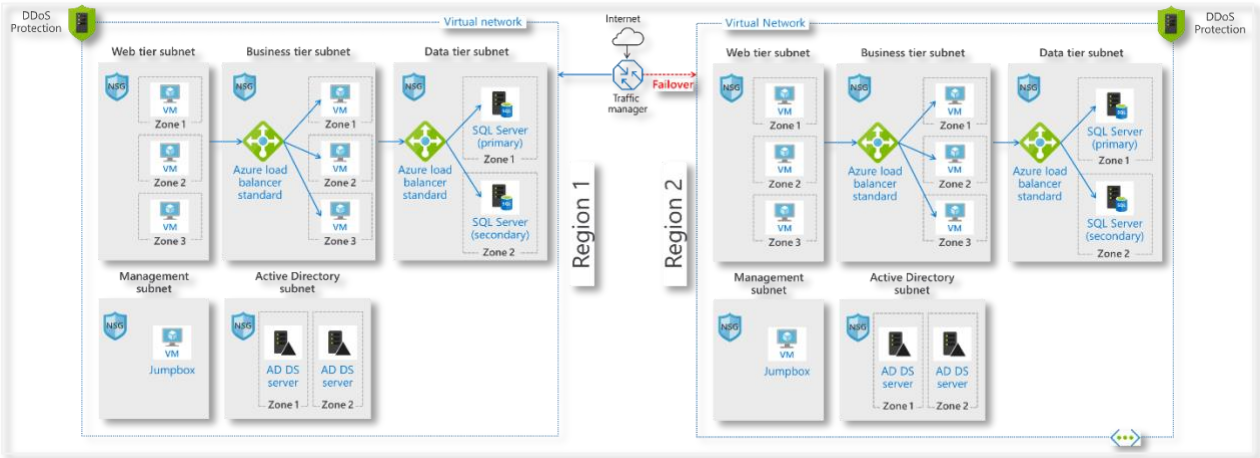 DDoS
Protection
Virtual network
Web tier subnet
Business tier subnet
Data tier subnet
NSG
VM
Zone 1
VM
Zone 2
VM
Zone 3
NSG
Azure load
balancer
standard
VM
Zone 1
VM
Zone 2
VM
Zone 3
NSG
Azure load
balancer
standard
SQL
SQL Server
(primary)
Zone 1
SQL
SQL Server
(secondary)
Zone 2
Management
subnet
NSG
VM
Jumpbox
Active Directory
subnet
NSG
AD DS
server
Zone 1
AD DS
server
Zone 2
Region 1
Internet
Traffic
manager
Failover
Region 2
DDoS
Protection
Virtual Network
Web tier subnet
Business tier subnet
Data tier subnet
NSG
VM
Zone 1
VM
Zone 2
VM
Zone 3
NSG
Azure load
balancer
standard
VM
Zone 1
VM
Zone 2
VM
Zone 3
NSG
Azure load
balancer
standard
SQL
SQL Server
(primary)
Zone 1
SQL
SQL Server
(secondary)
Zone 2
Management
subnet
NSG
VM
Jumpbox
Active Directory
subnet
NSG
AD DS
server
Zone 1
AD DS
server
Zone 2